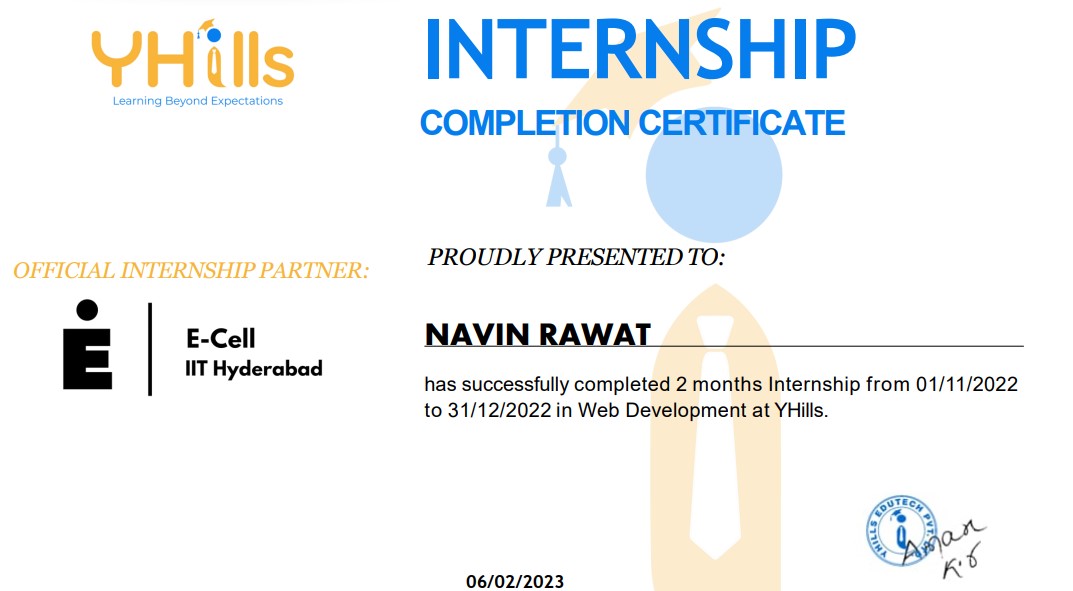 YHills
Learning Beyond Expectations
INTERNSHIP
COMPLETION CERTIFICATE
OFFICIAL INTERNSHIP PARTNER:
E-Cell
IIT Hyderabad
PROUDLY PRESENTED TO:
NAVIN RAWAT
has successfully completed 2 months Internship from 01/11/2022
to 31/12/2022 in Web Development at YHills.
YHILLS EDUTECH PVT.
06/02/2023